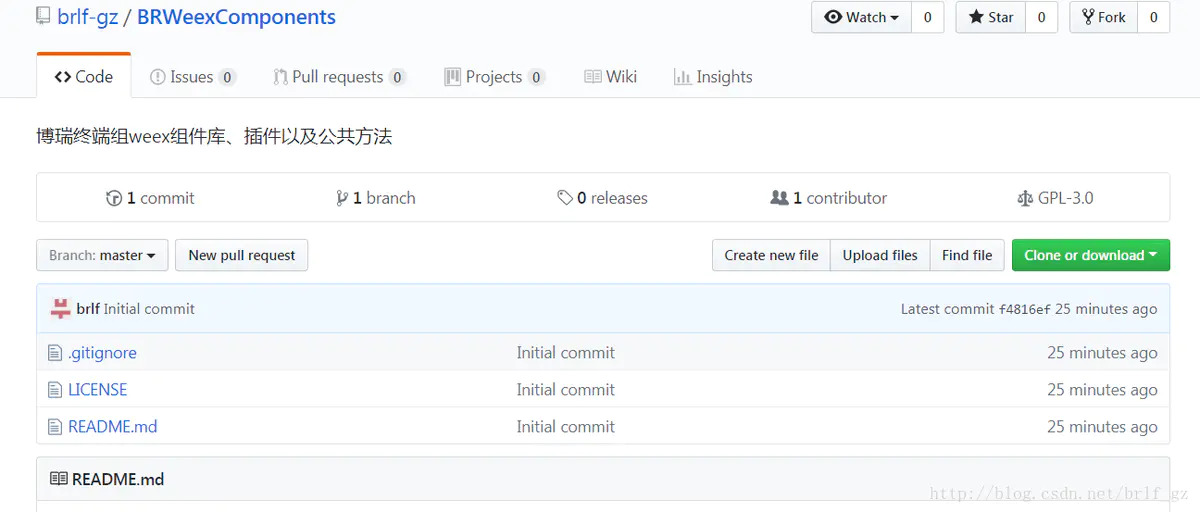 brlf-gz / BRWeexComponents Watch 0 Star 0 Fork 0
Code Issues 0 Pull requests 0 Projects 0 Wiki Insights
博瑞终端组weex组件库、插件以及公共方法
1 commit 1 branch 0 releases 1 contributor GPL-3.0
Branch: master New pull request Create new file Upload files Find file Clone or download
brlf Initial commit Latest commit f4816ef 25 minutes ago
.gitignore Initial commit 25 minutes ago
LICENSE Initial commit 25 minutes ago
README.md Initial commit 25 minutes ago
README.md
http://blog.csdn.net/brlf_gz